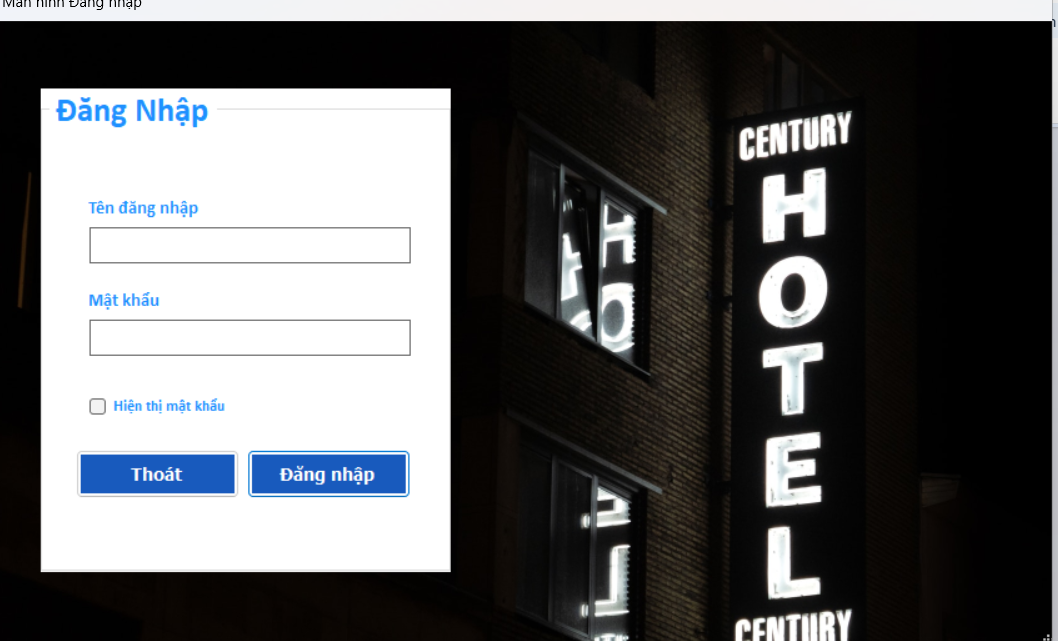 Màn hình Đăng nhập
Đăng Nhập
Tên đăng nhập
Mật khẩu
Hiện thị mật khẩu
Thoát
Đăng nhập
CENTURY
HOTEL
CENTURY